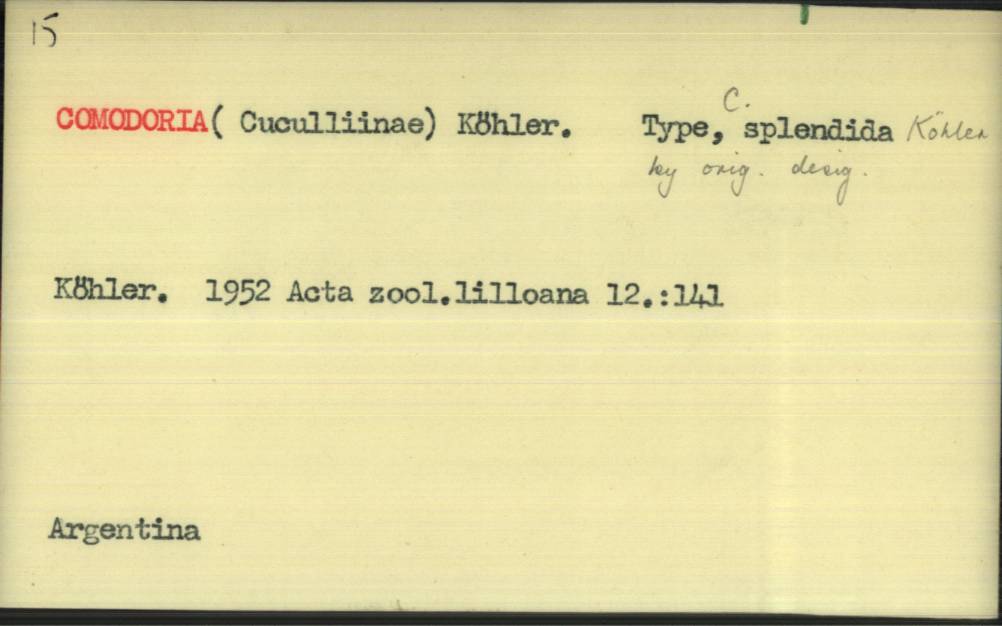 15
COMODORIA( Cuculliinae) Köhler. Type, C. splendida Köhler
by orig. desig.
Köhler. 1952 Acta zool.lilloana 12.:141
Argentina